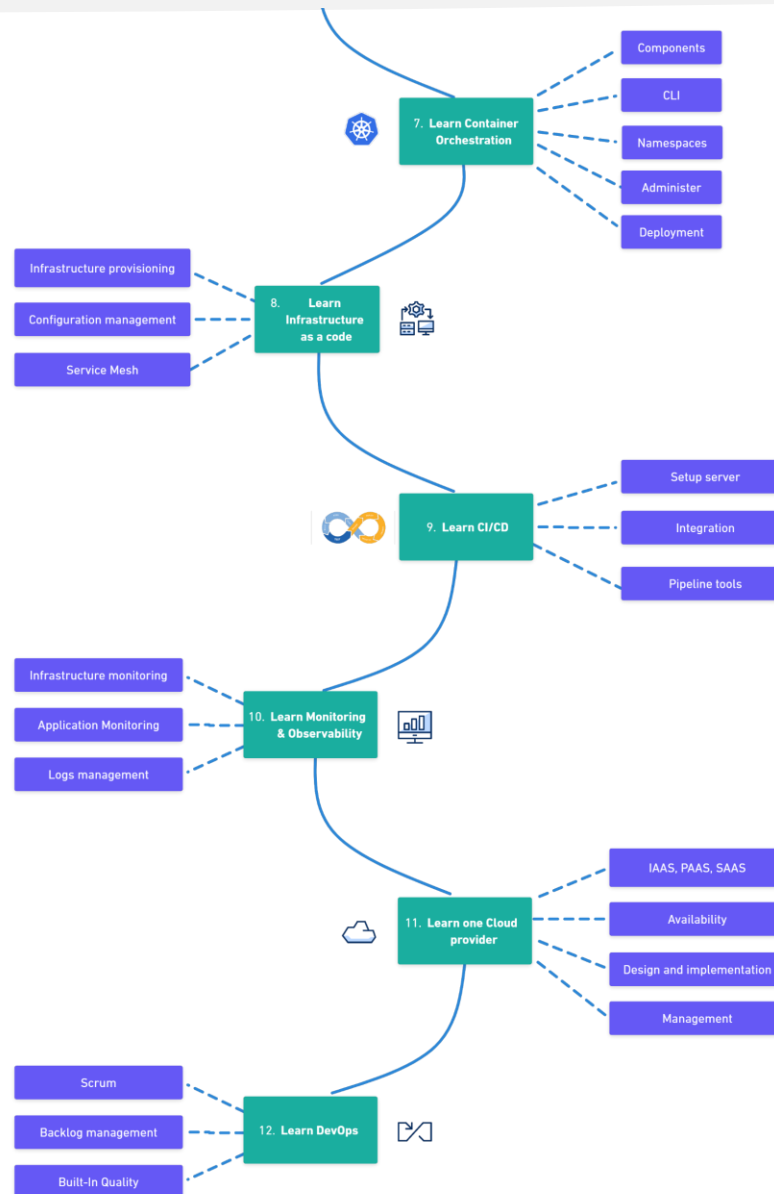 Components
7. Learn Container
Orchestration
CLI
Namespaces
Administer
Deployment
Infrastructure provisioning
Configuration management
Service Mesh
8. Learn
Infrastructure
as a code
Setup server
9. Learn CI/CD
Integration
Pipeline tools
Infrastructure monitoring
Application Monitoring
Logs management
10. Learn Monitoring
& Observability
IAAS, PAAS, SAAS
11. Learn one Cloud
provider
Availability
Design and implementation
Management
Scrum
Backlog management
Built-In Quality
12. Learn DevOps